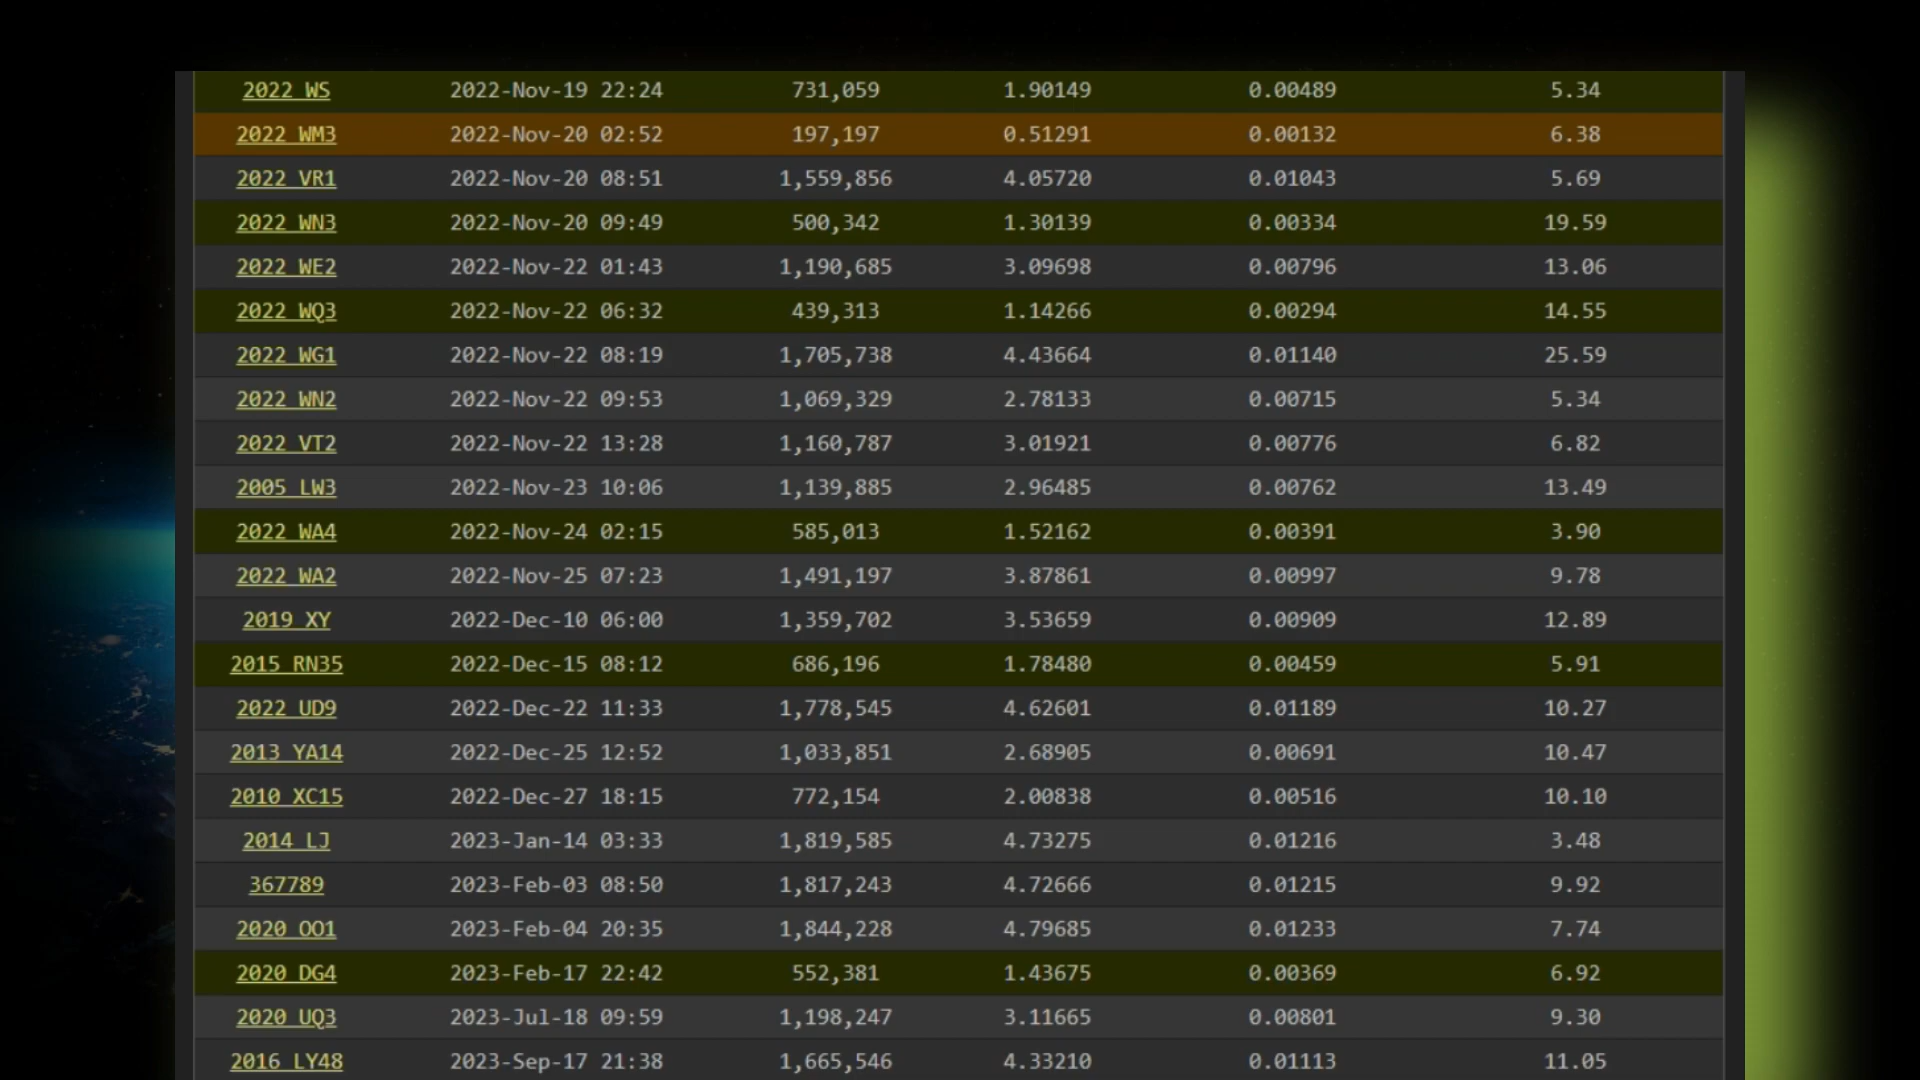 2022 WS 2022-Nov-19 22:24 731,059 1.90149 0.00489 5.34
2022 WM3 2022-Nov-20 02:52 197,197 0.51291 0.00132 6.38
2022 VR1 2022-Nov-20 08:51 1,559,856 4.05720 0.01043 5.69
2022 WN3 2022-Nov-20 09:49 500,342 1.30139 0.00334 19.59
2022 WE2 2022-Nov-22 01:43 1,190,685 3.09698 0.00796 13.06
2022 WQ3 2022-Nov-22 06:32 439,313 1.14266 0.00294 14.55
2022 WG1 2022-Nov-22 08:19 1,705,738 4.43664 0.01140 25.59
2022 WN2 2022-Nov-22 09:53 1,069,329 2.78133 0.00715 5.34
2022 VT2 2022-Nov-22 13:28 1,160,787 3.01921 0.00776 6.82
2005 LW3 2022-Nov-23 10:06 1,139,885 2.96485 0.00762 13.49
2022 WA4 2022-Nov-24 02:15 585,013 1.52162 0.00391 3.90
2022 WA2 2022-Nov-25 07:23 1,491,197 3.87861 0.00997 9.78
2019 XY 2022-Dec-10 06:00 1,359,702 3.53659 0.00909 12.89
2015 RN35 2022-Dec-15 08:12 686,196 1.78480 0.00459 5.91
2022 UD9 2022-Dec-22 11:33 1,778,545 4.62601 0.01189 10.27
2013 YA14 2022-Dec-25 12:52 1,033,851 2.68905 0.00691 10.47
2010 XC15 2022-Dec-27 18:15 772,154 2.00838 0.00516 10.10
2014 LJ 2023-Jan-14 03:33 1,819,585 4.73275 0.01216 3.48
367789 2023-Feb-03 08:50 1,817,243 4.72666 0.01215 9.92
2020 OO1 2023-Feb-04 20:35 1,844,228 4.79685 0.01233 7.74
2020 DG4 2023-Feb-17 22:42 552,381 1.43675 0.00369 6.92
2020 UQ3 2023-Jul-18 09:59 1,198,247 3.11665 0.00801 9.30
2016 LY48 2023-Sep-17 21:38 1,665,546 4.33210 0.01113 11.05